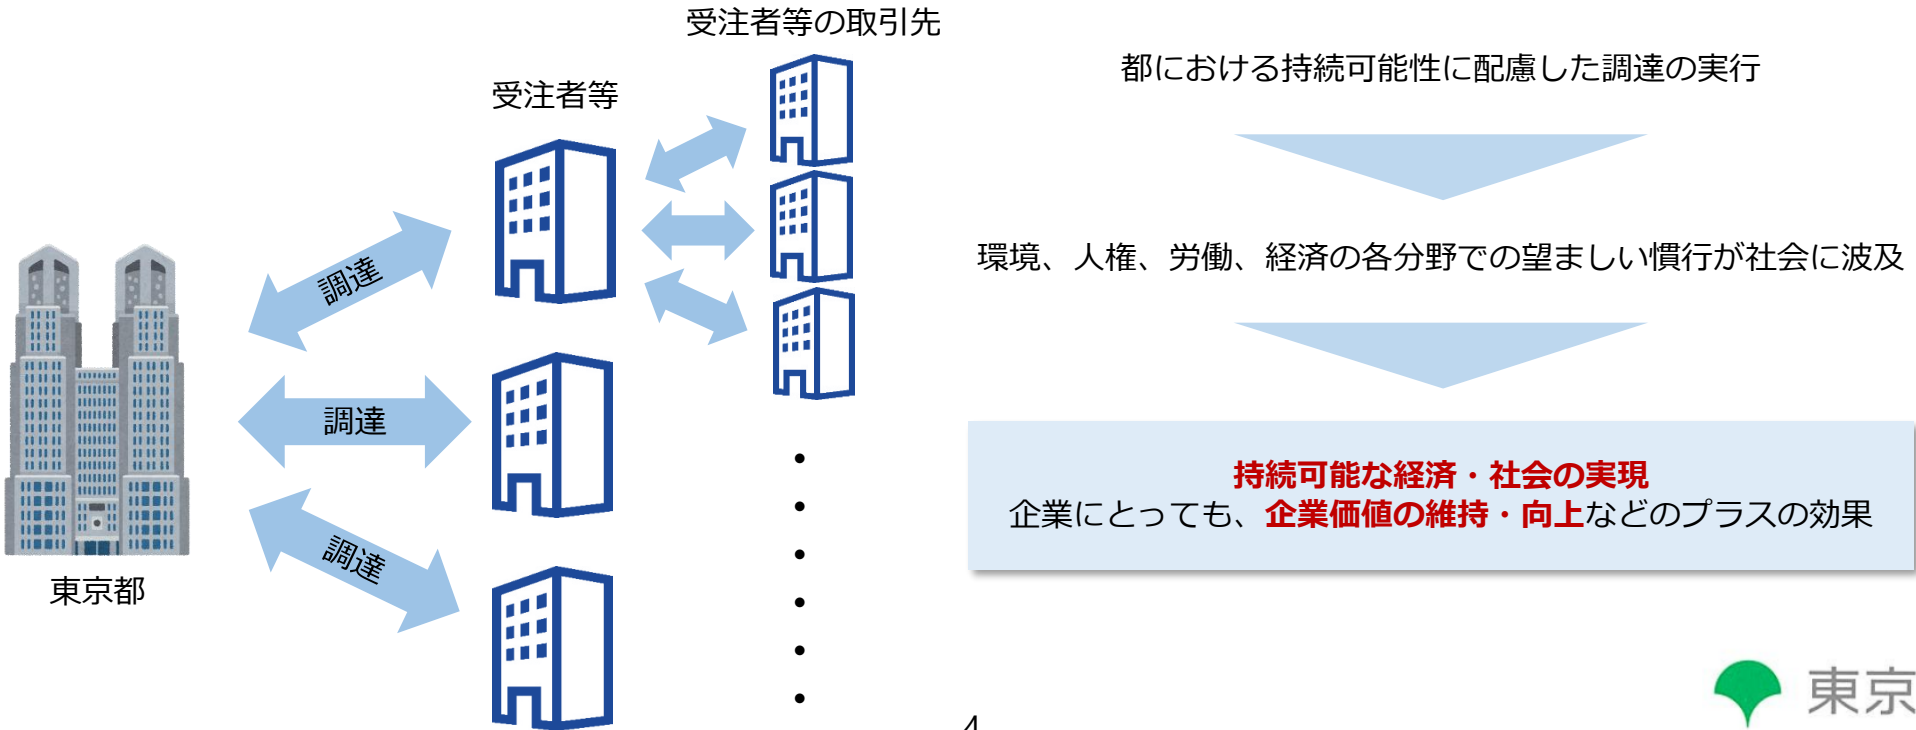 受注者等の取引先
受注者等
調達
調達
調達
東京都
都における持続可能性に配慮した調達の実行
環境、人権、労働、経済の各分野での望ましい慣行が社会に波及
持続可能な経済・社会の実現
企業にとっても、企業価値の維持・向上などのプラスの効果
4
東京